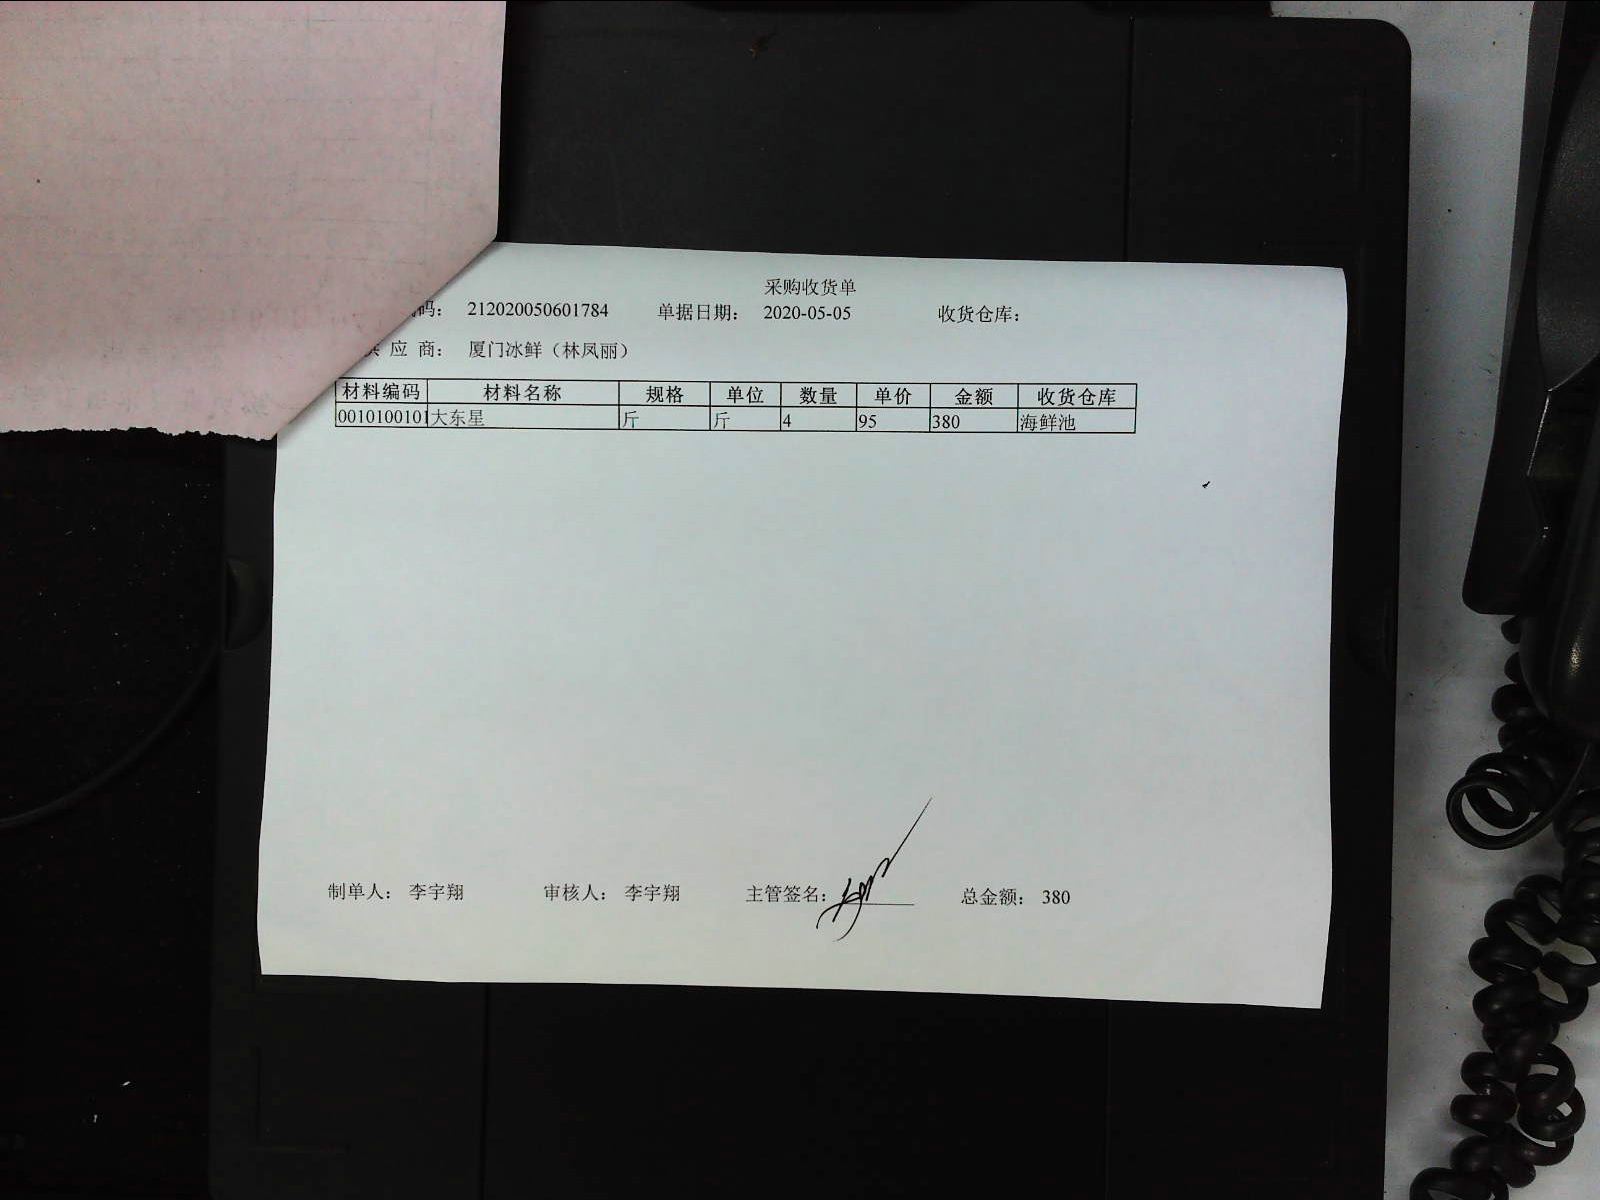 采购收货单
码： 212020050601784 单据日期： 2020-05-05 收货仓库：
供 应 商： 厦门冰鲜（林凤丽）
材料编码 材料名称 规格 单位 数量 单价 金额 收货仓库
0010100101 大东星 斤 斤 4 95 380 海鲜池
制单人： 李宇翔 审核人： 李宇翔 主管签名： 总金额： 380